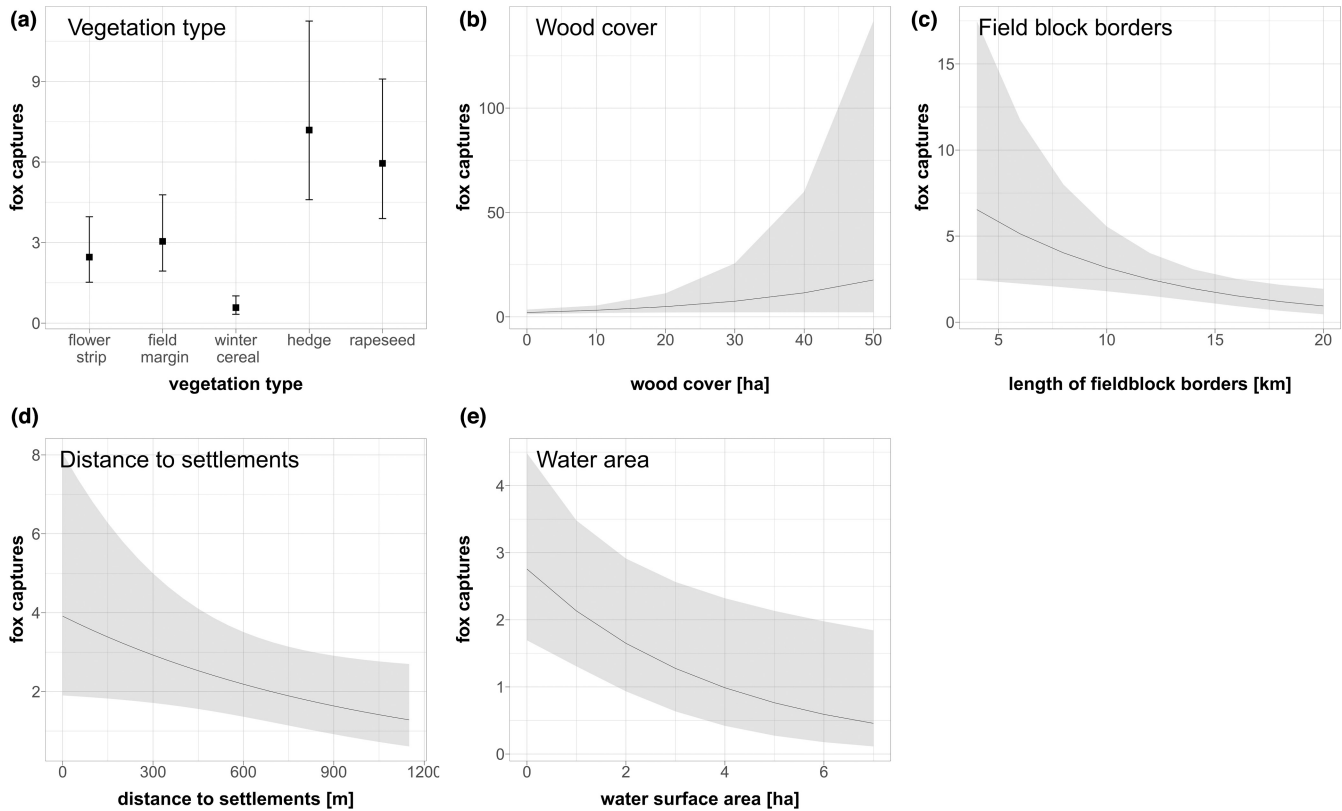 (a)
Vegetation type
fox captures
9
6
3
0
flower strip
field margin
winter cereal
hedge
rapeseed
vegetation type
(b)
Wood cover
fox captures
100
50
0
0 10 20 30 40 50
wood cover [ha]
(c)
Field block borders
fox captures
15
10
5
0
5 10 15 20
length of fieldblock borders [km]
(d)
Distance to settlements
fox captures
8
6
4
2
0 300 600 900 1200
distance to settlements [m]
(e)
Water area
fox captures
4
3
2
1
0
0 2 4 6
water surface area [ha]